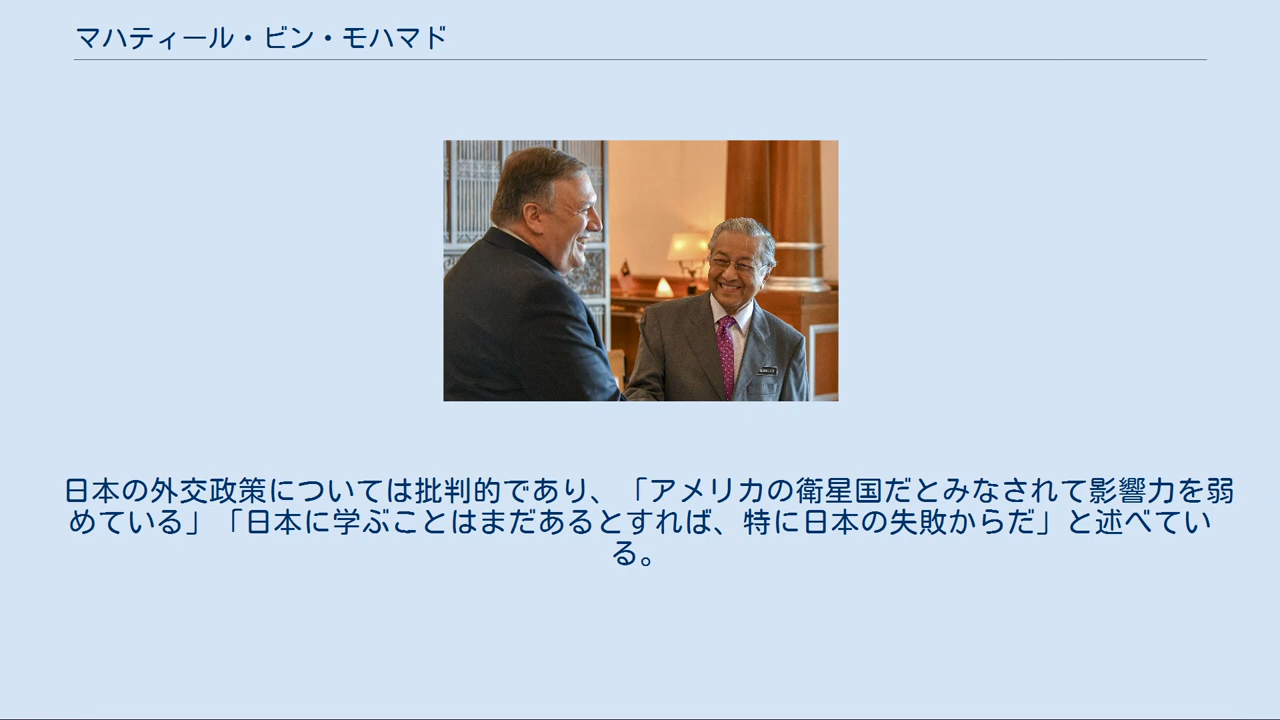 マハティール・ビン・モハマド
日本の外交政策については批判的であり、「アメリカの衛星国だとみなされて影響力を弱
めている」「日本に学ぶことはまだあるとすれば、特に日本の失敗からだ」と述べてい
る。